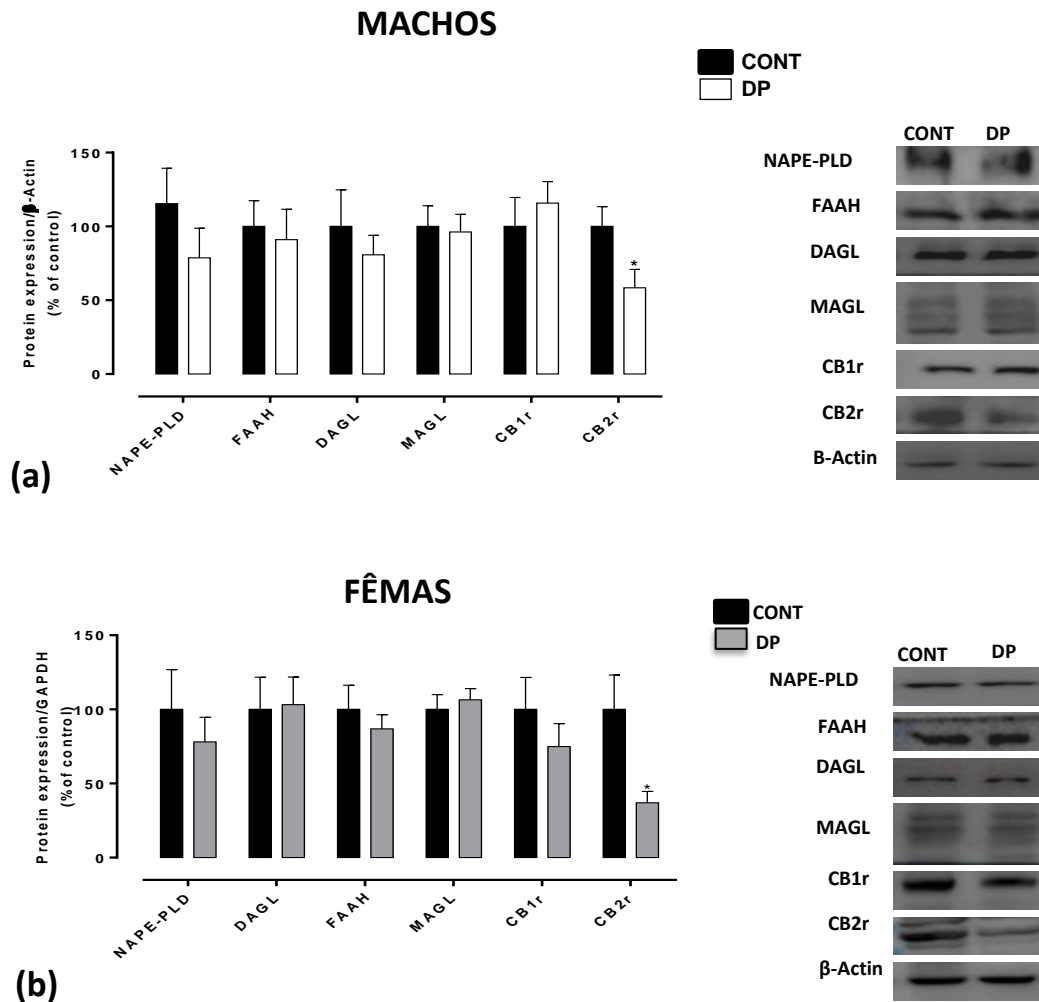 MACHOS
CONT
DP
Protein expression/β-Actin
(% of control)
150
100
50
0
*
NAPE-PLD
FAAH
DAGL
MAGL
CB1r
CB2r
CONT DP
NAPE-PLD
FAAH
DAGL
MAGL
CB1r
CB2r
B-Actin
(a)
FÊMAS
CONT
DP
Protein expression/GAPDH
(%of control)
150
100
50
0
*
NAPE-PLD
DAGL
FAAH
MAGL
CB1r
CB2r
CONT DP
NAPE-PLD
FAAH
DAGL
MAGL
CB1r
CB2r
β-Actin
(b)